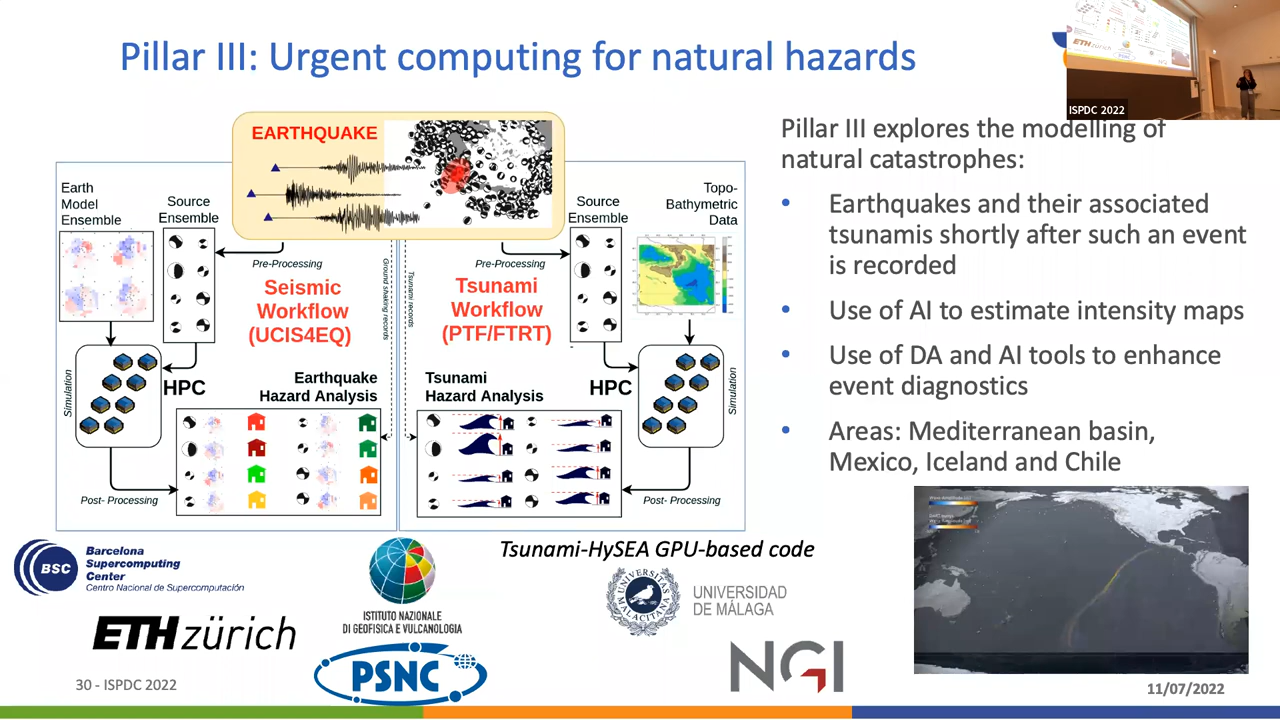 Pillar III: Urgent computing for natural hazards
ISPDC 2022
EARTHQUAKE
Earth
Model
Ensemble
Source
Ensemble
Source
Ensemble
Topo-
Bathymetric
Data
Pre-Processing
Pre-Processing
Seismic
Workflow
(UCIS4EQ)
Ground shaking records
Tsunami records
Tsunami
Workflow
(PTF/FTRT)
Simulation
HPC
Earthquake
Hazard Analysis
Tsunami
Hazard Analysis
HPC
Simulation
Post- Processing
Post- Processing
Pillar III explores the modelling of
natural catastrophes:
• Earthquakes and their associated
tsunamis shortly after such an event
is recorded
• Use of AI to estimate intensity maps
• Use of DA and AI tools to enhance
event diagnostics
• Areas: Mediterranean basin,
Mexico, Iceland and Chile
Tsunami-HySEA GPU-based code
BSC
Barcelona
Supercomputing
Center
Centro Nacional de Supercomputación
ETH zürich
ISTITUTO NAZIONALE
DI GEOFISICA E VULCANOLOGIA
PSNC
UNIVERSITAS
MALACITANA
UNIVERSIDAD
DE MÁLAGA
NGI
30 - ISPDC 2022
11/07/2022